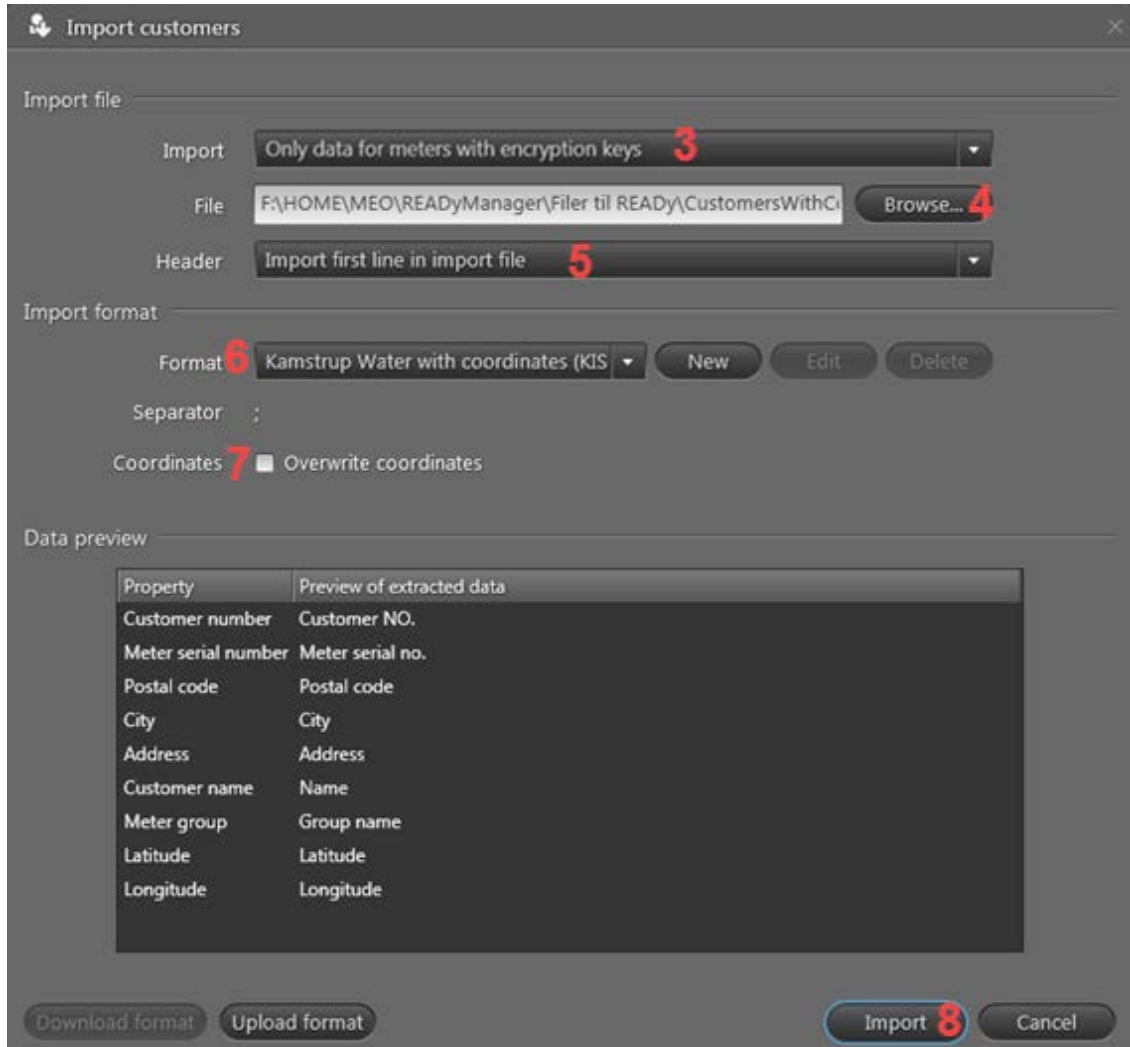 Import customers
Import file
Import Only data for meters with encryption keys 3
File F:\HOME\MEO\READyManager\Filer til READy\CustomersWithC Browse... 4
Header Import first line in import file 5
Import format
Format 6 Kamstrup Water with coordinates (KIS New Edit Delete
Separator ;
Coordinates 7 Overwrite coordinates
Data preview
Property Preview of extracted data
Customer number Customer NO.
Meter serial number Meter serial no.
Postal code Postal code
City City
Address Address
Customer name Name
Meter group Group name
Latitude Latitude
Longitude Longitude
Download format Upload format Import 8 Cancel